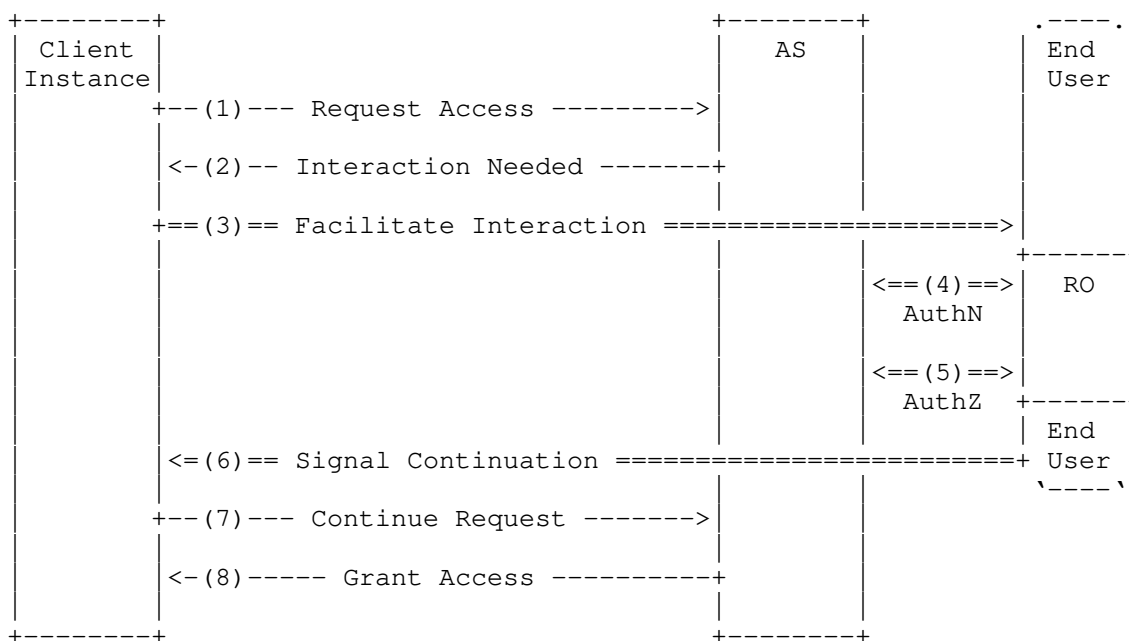 Client AS End
Instance User
(1) Request Access
(2) Interaction Needed
(3) Facilitate Interaction
(4) RO
AuthN
(5)
AuthZ
End
(6) Signal Continuation User
(7) Continue Request
(8) Grant Access